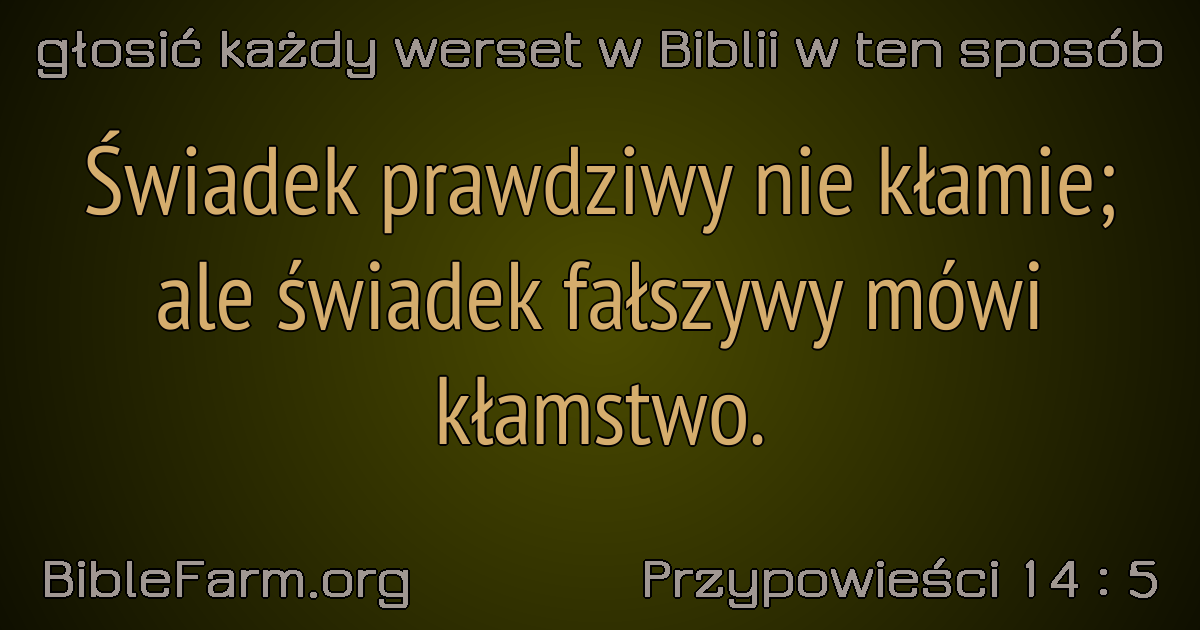 głosić każdy werset w Biblii w ten sposób
Świadek prawdziwy nie kłamie;
ale świadek fałszywy mówi
kłamstwo.
BibleFarm.org
Przypowieści 14 : 5